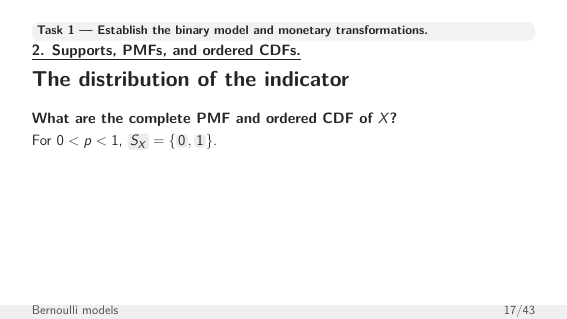 Task 1 — Establish the binary model and monetary transformations.
2. Supports, PMFs, and ordered CDFs.
The distribution of the indicator
What are the complete PMF and ordered CDF of X?
For 0 < p < 1, S_X = {0, 1}.
Bernoulli models 17/43